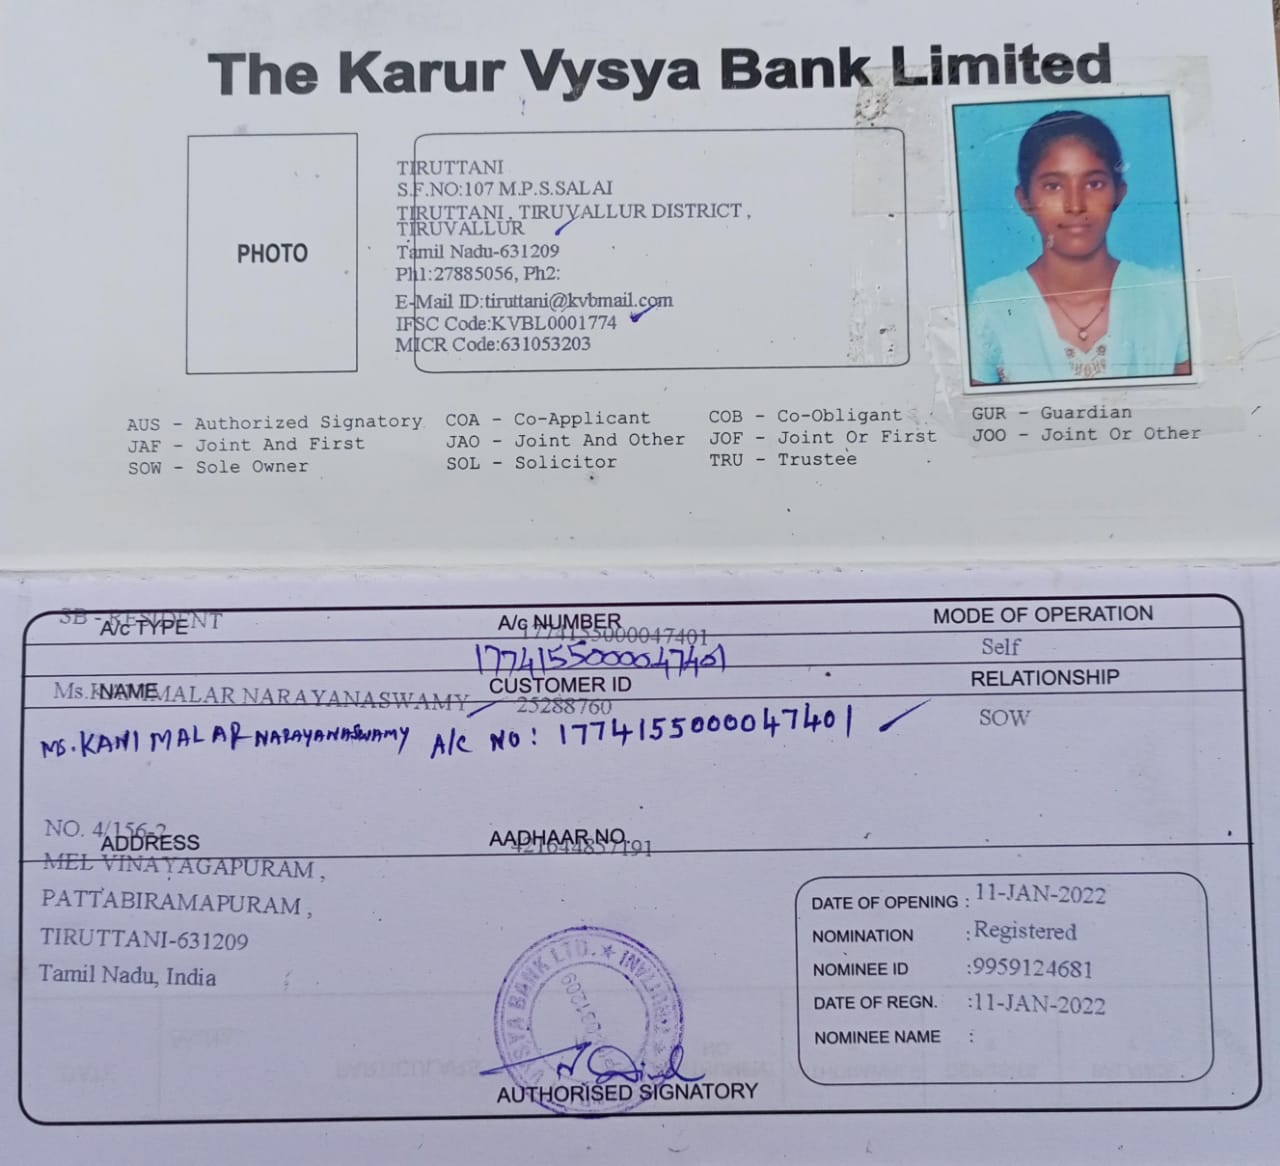 The Karur Vysya Bank Limited
PHOTO
TIRUTTANI
S.F.NO:107 M.P.S.SALAI
TIRUTTANI , TIRUVALLUR DISTRICT ,
TIRUVALLUR
Tamil Nadu-631209
Ph1:27885056, Ph2:
E-Mail ID:tiruttani@kvbmail.com
IFSC Code:KVBL0001774
MICR Code:631053203
AUS - Authorized Signatory COA - Co-Applicant COB - Co-Obligant GUR - Guardian
JAF - Joint And First JAO - Joint And Other JOF - Joint Or First JOO - Joint Or Other
SOW - Sole Owner SOL - Solicitor TRU - Trustee
SB - RESIDENT
A/c TYPE A/c NUMBER MODE OF OPERATION
1774155000047401 Self
1774155000047401
NAME CUSTOMER ID RELATIONSHIP
MALAR NARAYANASWAMY 25288760 SOW
MS. KANIMALAR NARAYANASWAMY A/C NO: 1774155000047401
NO. 4/156-2
ADDRESS AADHAAR NO.
MEL VINAYAGAPURAM ,
PATTABIRAMAPURAM ,
TIRUTTANI-631209
Tamil Nadu, India
DATE OF OPENING : 11-JAN-2022
NOMINATION :Registered
NOMINEE ID :9959124681
DATE OF REGN. :11-JAN-2022
NOMINEE NAME :
VYSYA BANK LTD. ★ TIRUTTANI
AUTHORISED SIGNATORY